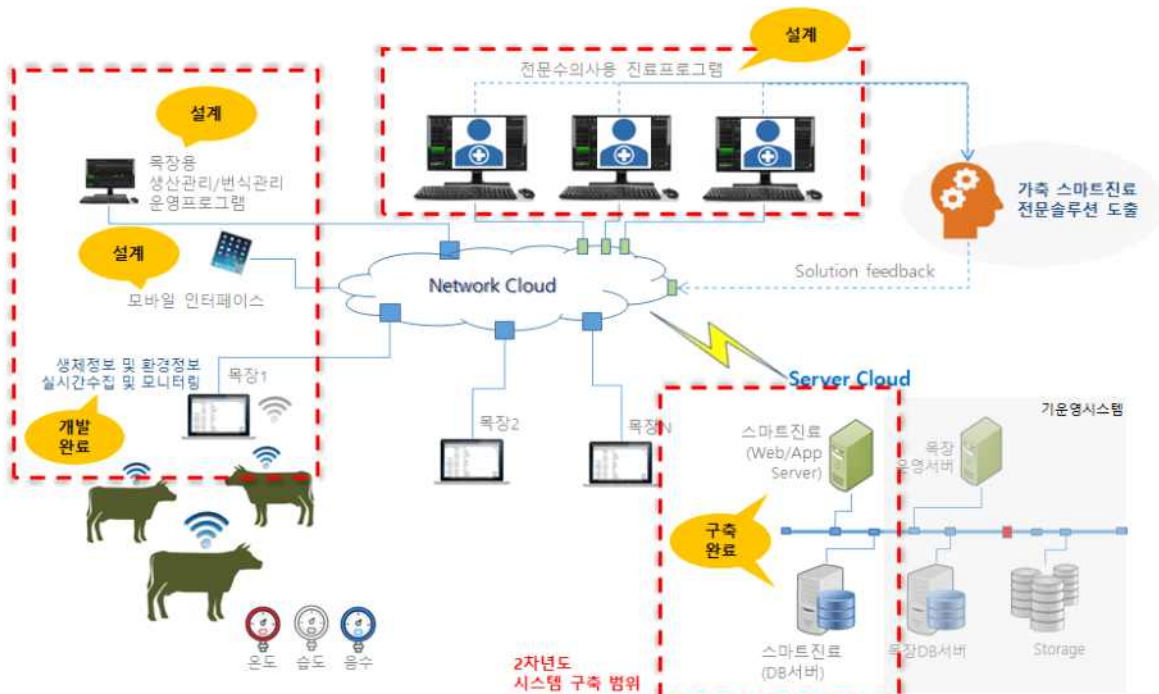 설계
전문수의사용 진료프로그램
설계
목장용
생산관리/번식관리
운영프로그램
가축 스마트진료
전문솔루션 도출
설계
모바일 인터페이스
Network Cloud
Solution feedback
생체정보 및 환경정보
실시간수집 및 모니터링
목장1
개발
완료
목장2
목장N
Server Cloud
기운영시스템
스마트진료
(Web/App
Server)
목장
운영서버
구축
완료
스마트진료
(DB서버)
목장DB서버
Storage
온도
습도
음수
2차년도
시스템 구축 범위